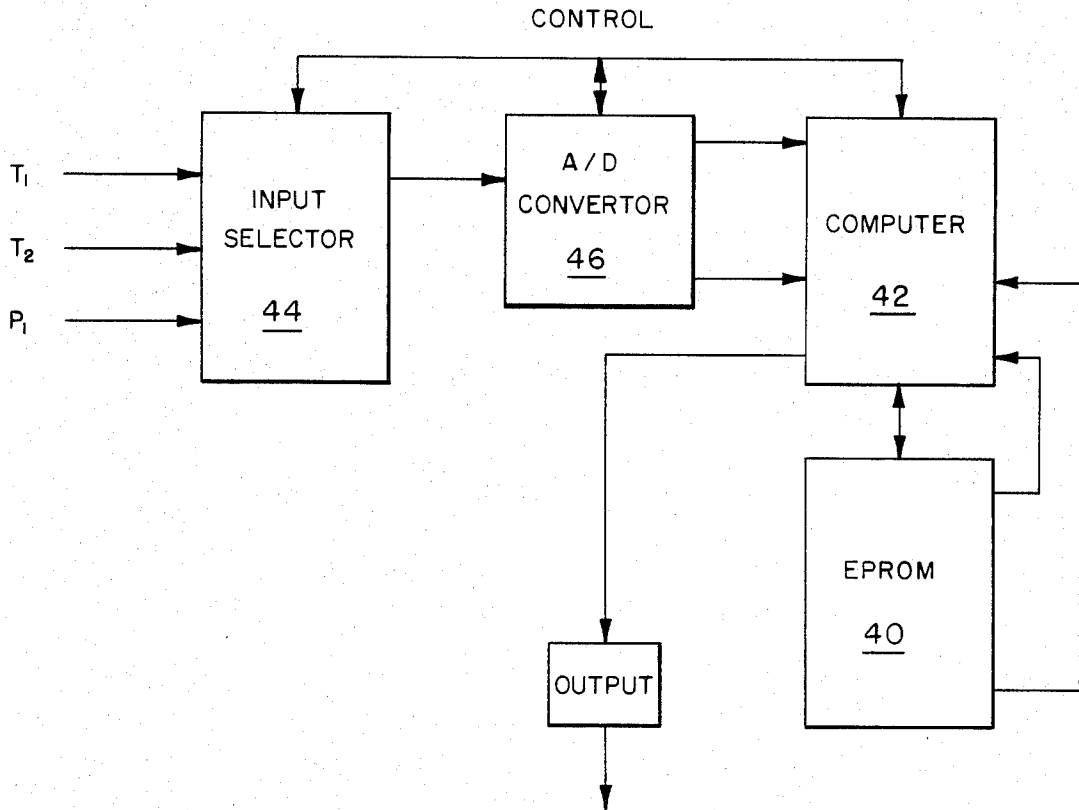 CONTROL
T₁
T₂
P₁
INPUT
SELECTOR
44
A/D
CONVERTOR
46
COMPUTER
42
EPROM
40
OUTPUT